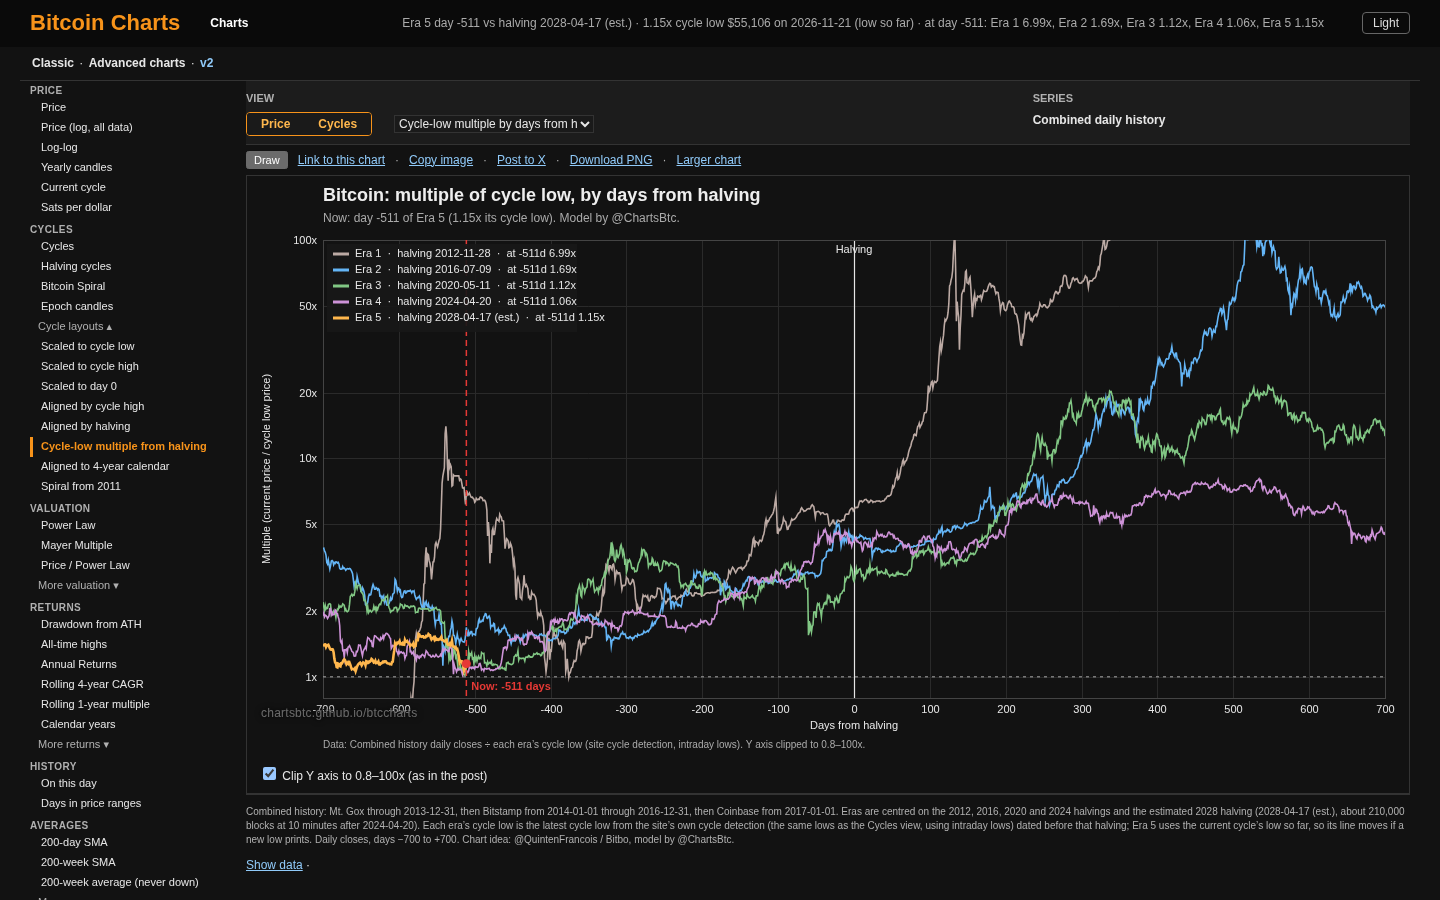 Bitcoin Charts
Charts
Era 5 day -511 vs halving 2028-04-17 (est.) · 1.15x cycle low $55,106 on 2026-11-21 (low so far) · at day -511: Era 1 6.99x, Era 2 1.69x, Era 3 1.12x, Era 4 1.06x, Era 5 1.15x
Light
Classic · Advanced charts · v2
PRICE
Price
Price (log, all data)
Log-log
Yearly candles
Current cycle
Sats per dollar
CYCLES
Cycles
Halving cycles
Bitcoin Spiral
Epoch candles
Cycle layouts ▴
Scaled to cycle low
Scaled to cycle high
Scaled to day 0
Aligned by cycle high
Aligned by halving
Cycle-low multiple from halving
Aligned to 4-year calendar
Spiral from 2011
VALUATION
Power Law
Mayer Multiple
Price / Power Law
More valuation ▾
RETURNS
Drawdown from ATH
All-time highs
Annual Returns
Rolling 4-year CAGR
Rolling 1-year multiple
Calendar years
More returns ▾
HISTORY
On this day
Days in price ranges
AVERAGES
200-day SMA
200-week SMA
200-week average (never down)
VIEW
Price Cycles
Cycle-low multiple by days from h
SERIES
Combined daily history
Draw Link to this chart · Copy image · Post to X · Download PNG · Larger chart
Bitcoin: multiple of cycle low, by days from halving
Now: day -511 of Era 5 (1.15x its cycle low). Model by @ChartsBtc.
Era 1 · halving 2012-11-28 · at -511d 6.99x
Era 2 · halving 2016-07-09 · at -511d 1.69x
Era 3 · halving 2020-05-11 · at -511d 1.12x
Era 4 · halving 2024-04-20 · at -511d 1.06x
Era 5 · halving 2028-04-17 (est.) · at -511d 1.15x
Halving
100x
50x
20x
10x
5x
2x
1x
Multiple (current price / cycle low price)
Now: -511 days
-700 -600 -500 -400 -300 -200 -100 0 100 200 300 400 500 600 700
chartsbtc.github.io/btccharts
Days from halving
Data: Combined history daily closes ÷ each era's cycle low (site cycle detection, intraday lows). Y axis clipped to 0.8–100x.
Clip Y axis to 0.8–100x (as in the post)
Combined history: Mt. Gox through 2013-12-31, then Bitstamp from 2014-01-01 through 2016-12-31, then Coinbase from 2017-01-01. Eras are centred on the 2012, 2016, 2020 and 2024 halvings and the estimated 2028 halving (2028-04-17 (est.), about 210,000
blocks at 10 minutes after 2024-04-20). Each era's cycle low is the latest cycle low from the site's own cycle detection (the same lows as the Cycles view, using intraday lows) dated before that halving; Era 5 uses the current cycle's low so far, so its line moves if a
new low prints. Daily closes, days −700 to +700. Chart idea: @QuintenFrancois / Bitbo, model by @ChartsBtc.
Show data ·